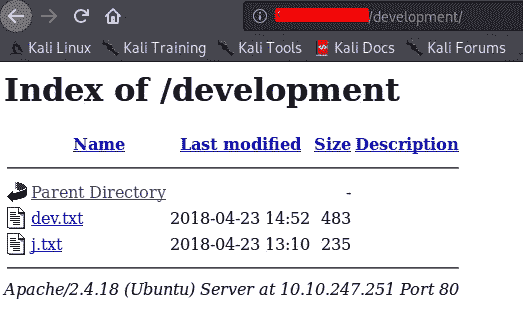 /development/
Kali Linux Kali Training Kali Tools Kali Docs Kali Forums
Index of /development
Name Last modified Size Description
Parent Directory -
dev.txt 2018-04-23 14:52 483
j.txt 2018-04-23 13:10 235
Apache/2.4.18 (Ubuntu) Server at 10.10.247.251 Port 80